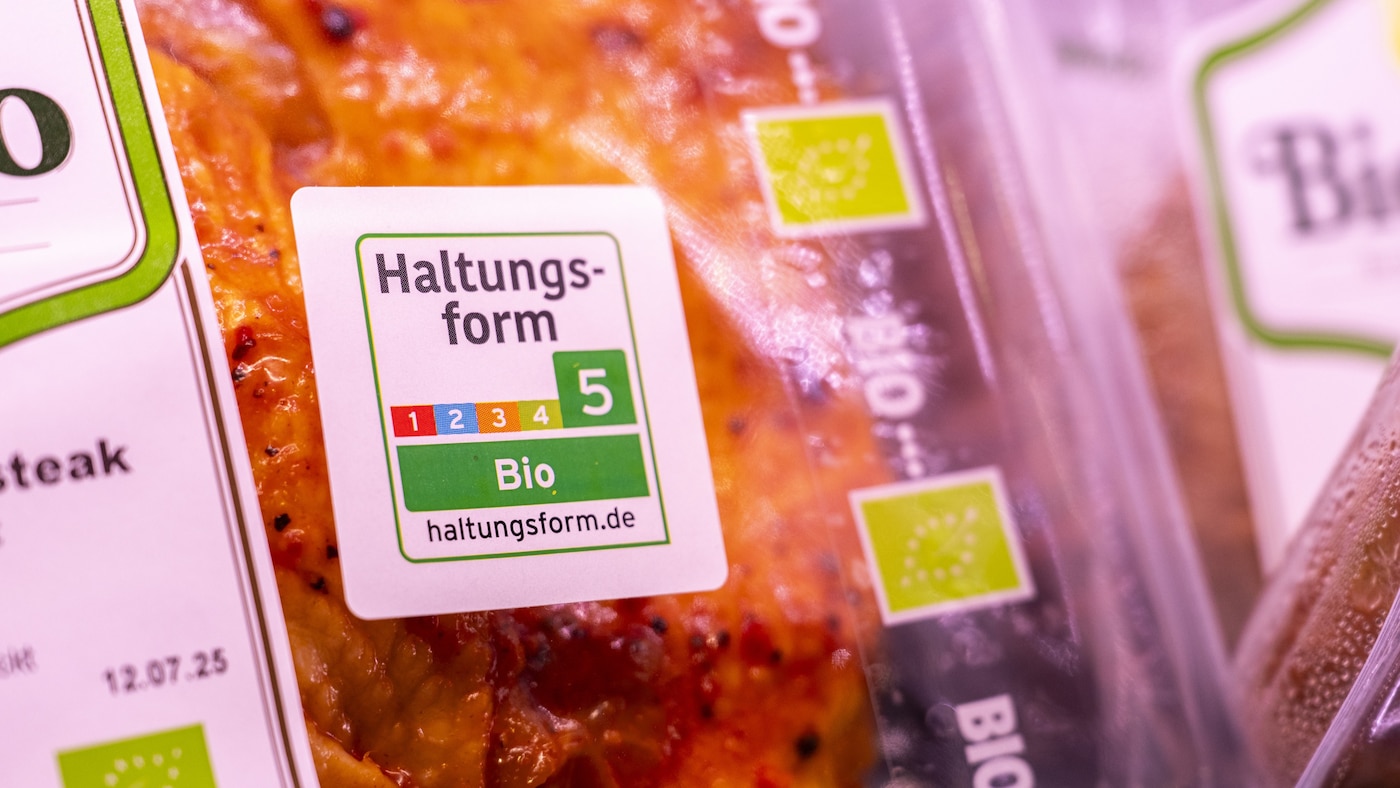 o
steak
12.07.25
Haltungs-
form
1 2 3 4 5
Bio
haltungsform.de
BIO
BIO
BIO